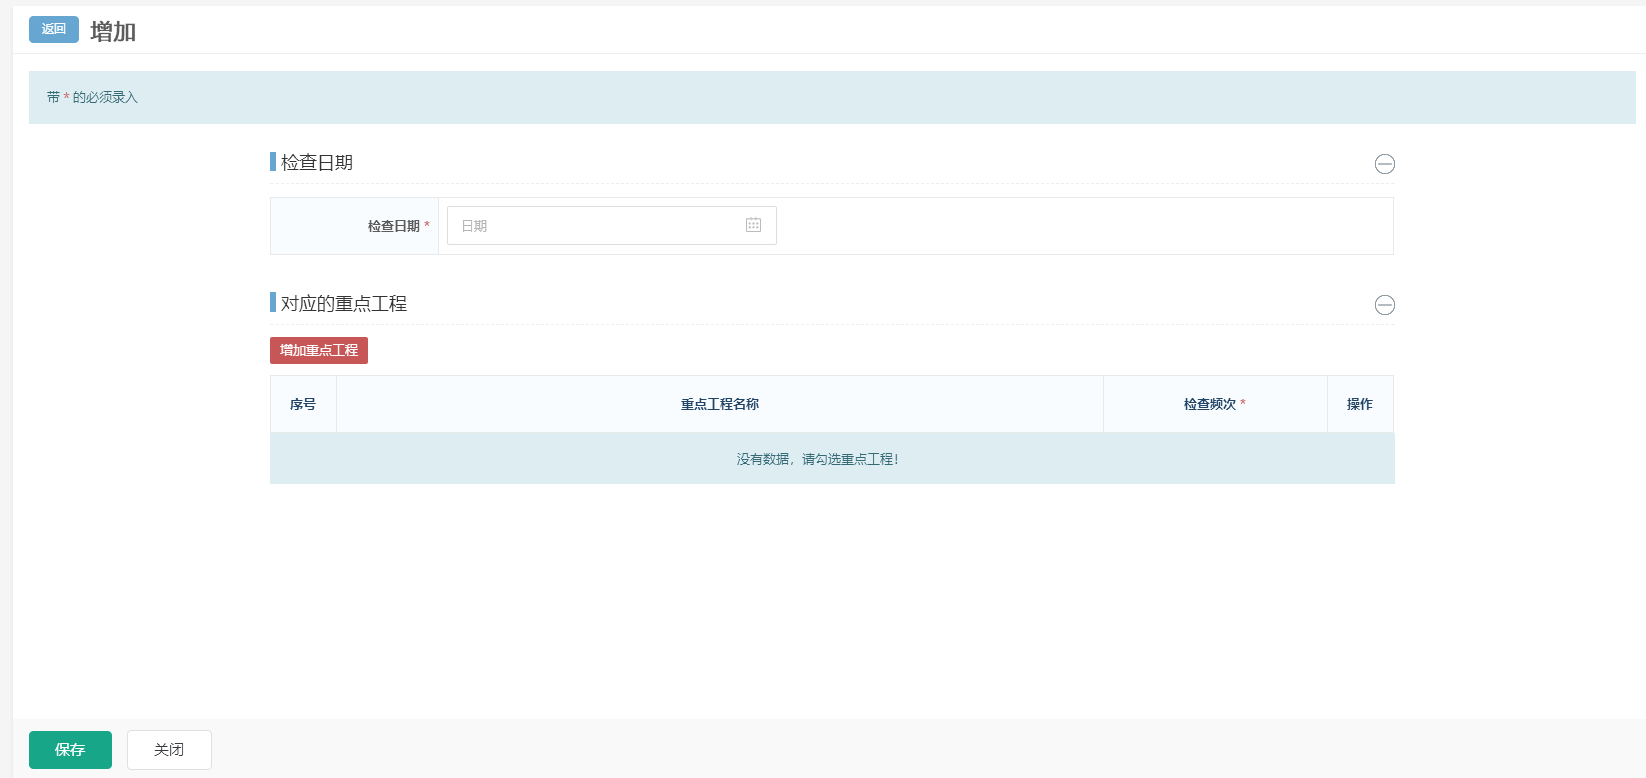 返回 增加
带 * 的必须录入
检查日期
检查日期 * 日期
对应的重点工程
增加重点工程
序号 重点工程名称 检查频次 * 操作
没有数据，请勾选重点工程!
保存 关闭